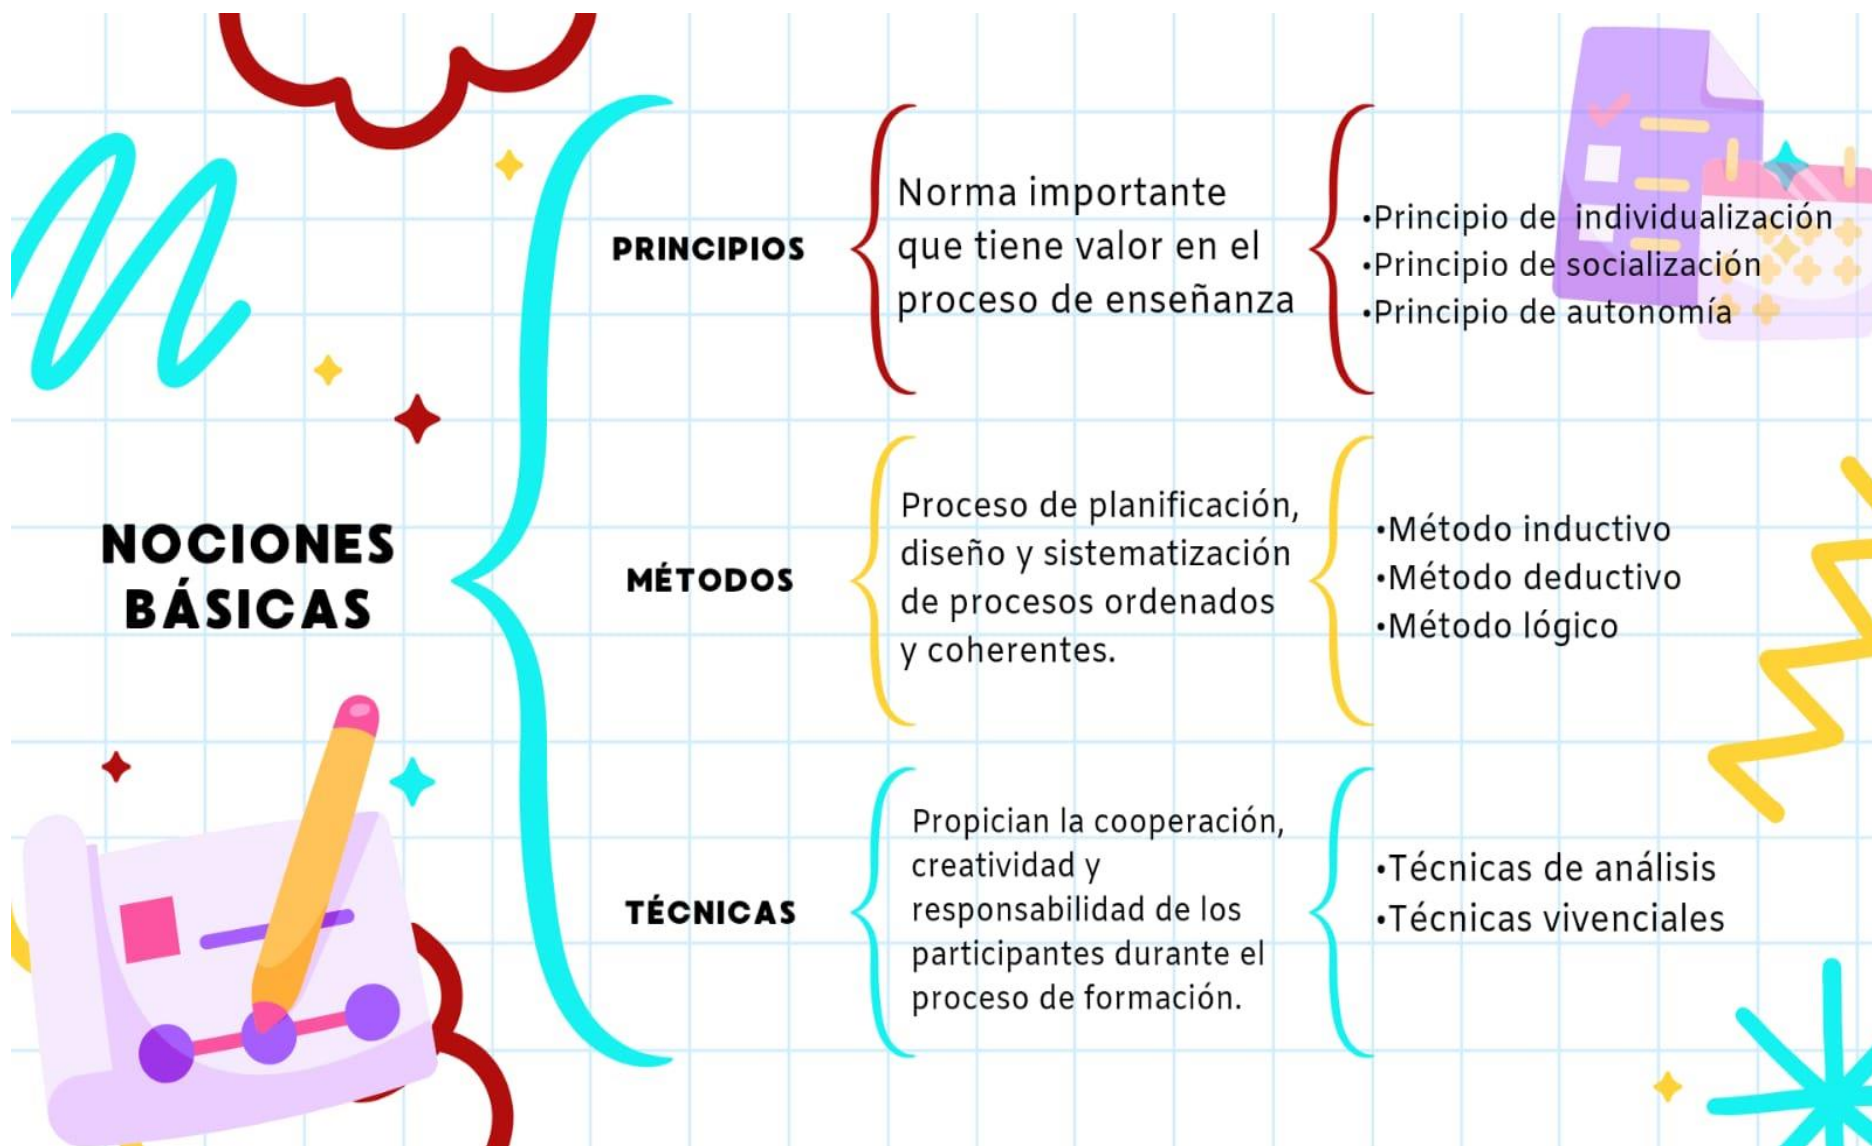 NOCIONES
BÁSICAS
PRINCIPIOS
Norma importante
que tiene valor en el
proceso de enseñanza
•Principio de individualización
•Principio de socialización
•Principio de autonomía
MÉTODOS
Proceso de planificación,
diseño y sistematización
de procesos ordenados
y coherentes.
•Método inductivo
•Método deductivo
•Método lógico
TÉCNICAS
Propician la cooperación,
creatividad y
responsabilidad de los
participantes durante el
proceso de formación.
•Técnicas de análisis
•Técnicas vivenciales